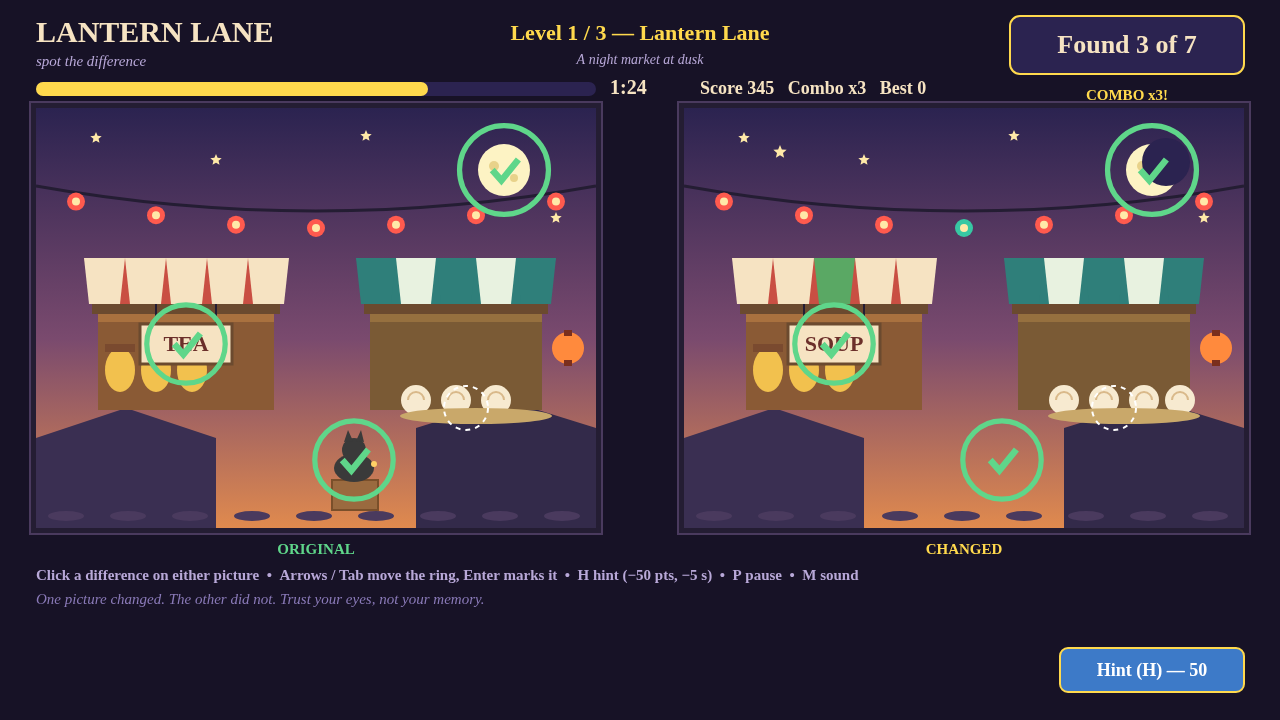 LANTERN LANE
spot the difference
Level 1 / 3 — Lantern Lane
A night market at dusk
Found 3 of 7
1:24
Score 345 Combo x3 Best 0
COMBO x3!
TEA
SOUP
ORIGINAL
CHANGED
Click a difference on either picture • Arrows / Tab move the ring, Enter marks it • H hint (−50 pts, −5 s) • P pause • M sound
One picture changed. The other did not. Trust your eyes, not your memory.
Hint (H) — 50